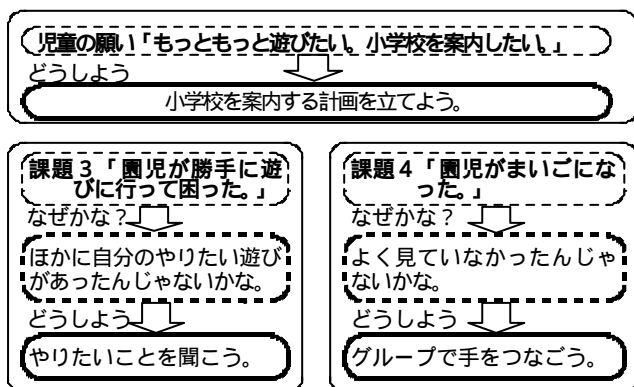 児童の願い「もっともっと遊びたい。小学校を案内したい。」
どうしよう
小学校を案内する計画を立てよう。
課題３「園児が勝手に遊
びに行って困った。」
なぜかな？
ほかに自分のやりたい遊び
があったんじゃないかな。
どうしよう
やりたいことを聞こう。
課題４「園児がまいごにな
った。」
なぜかな？
よく見ていなかったんじゃ
ないかな。
どうしよう
グループで手をつなごう。